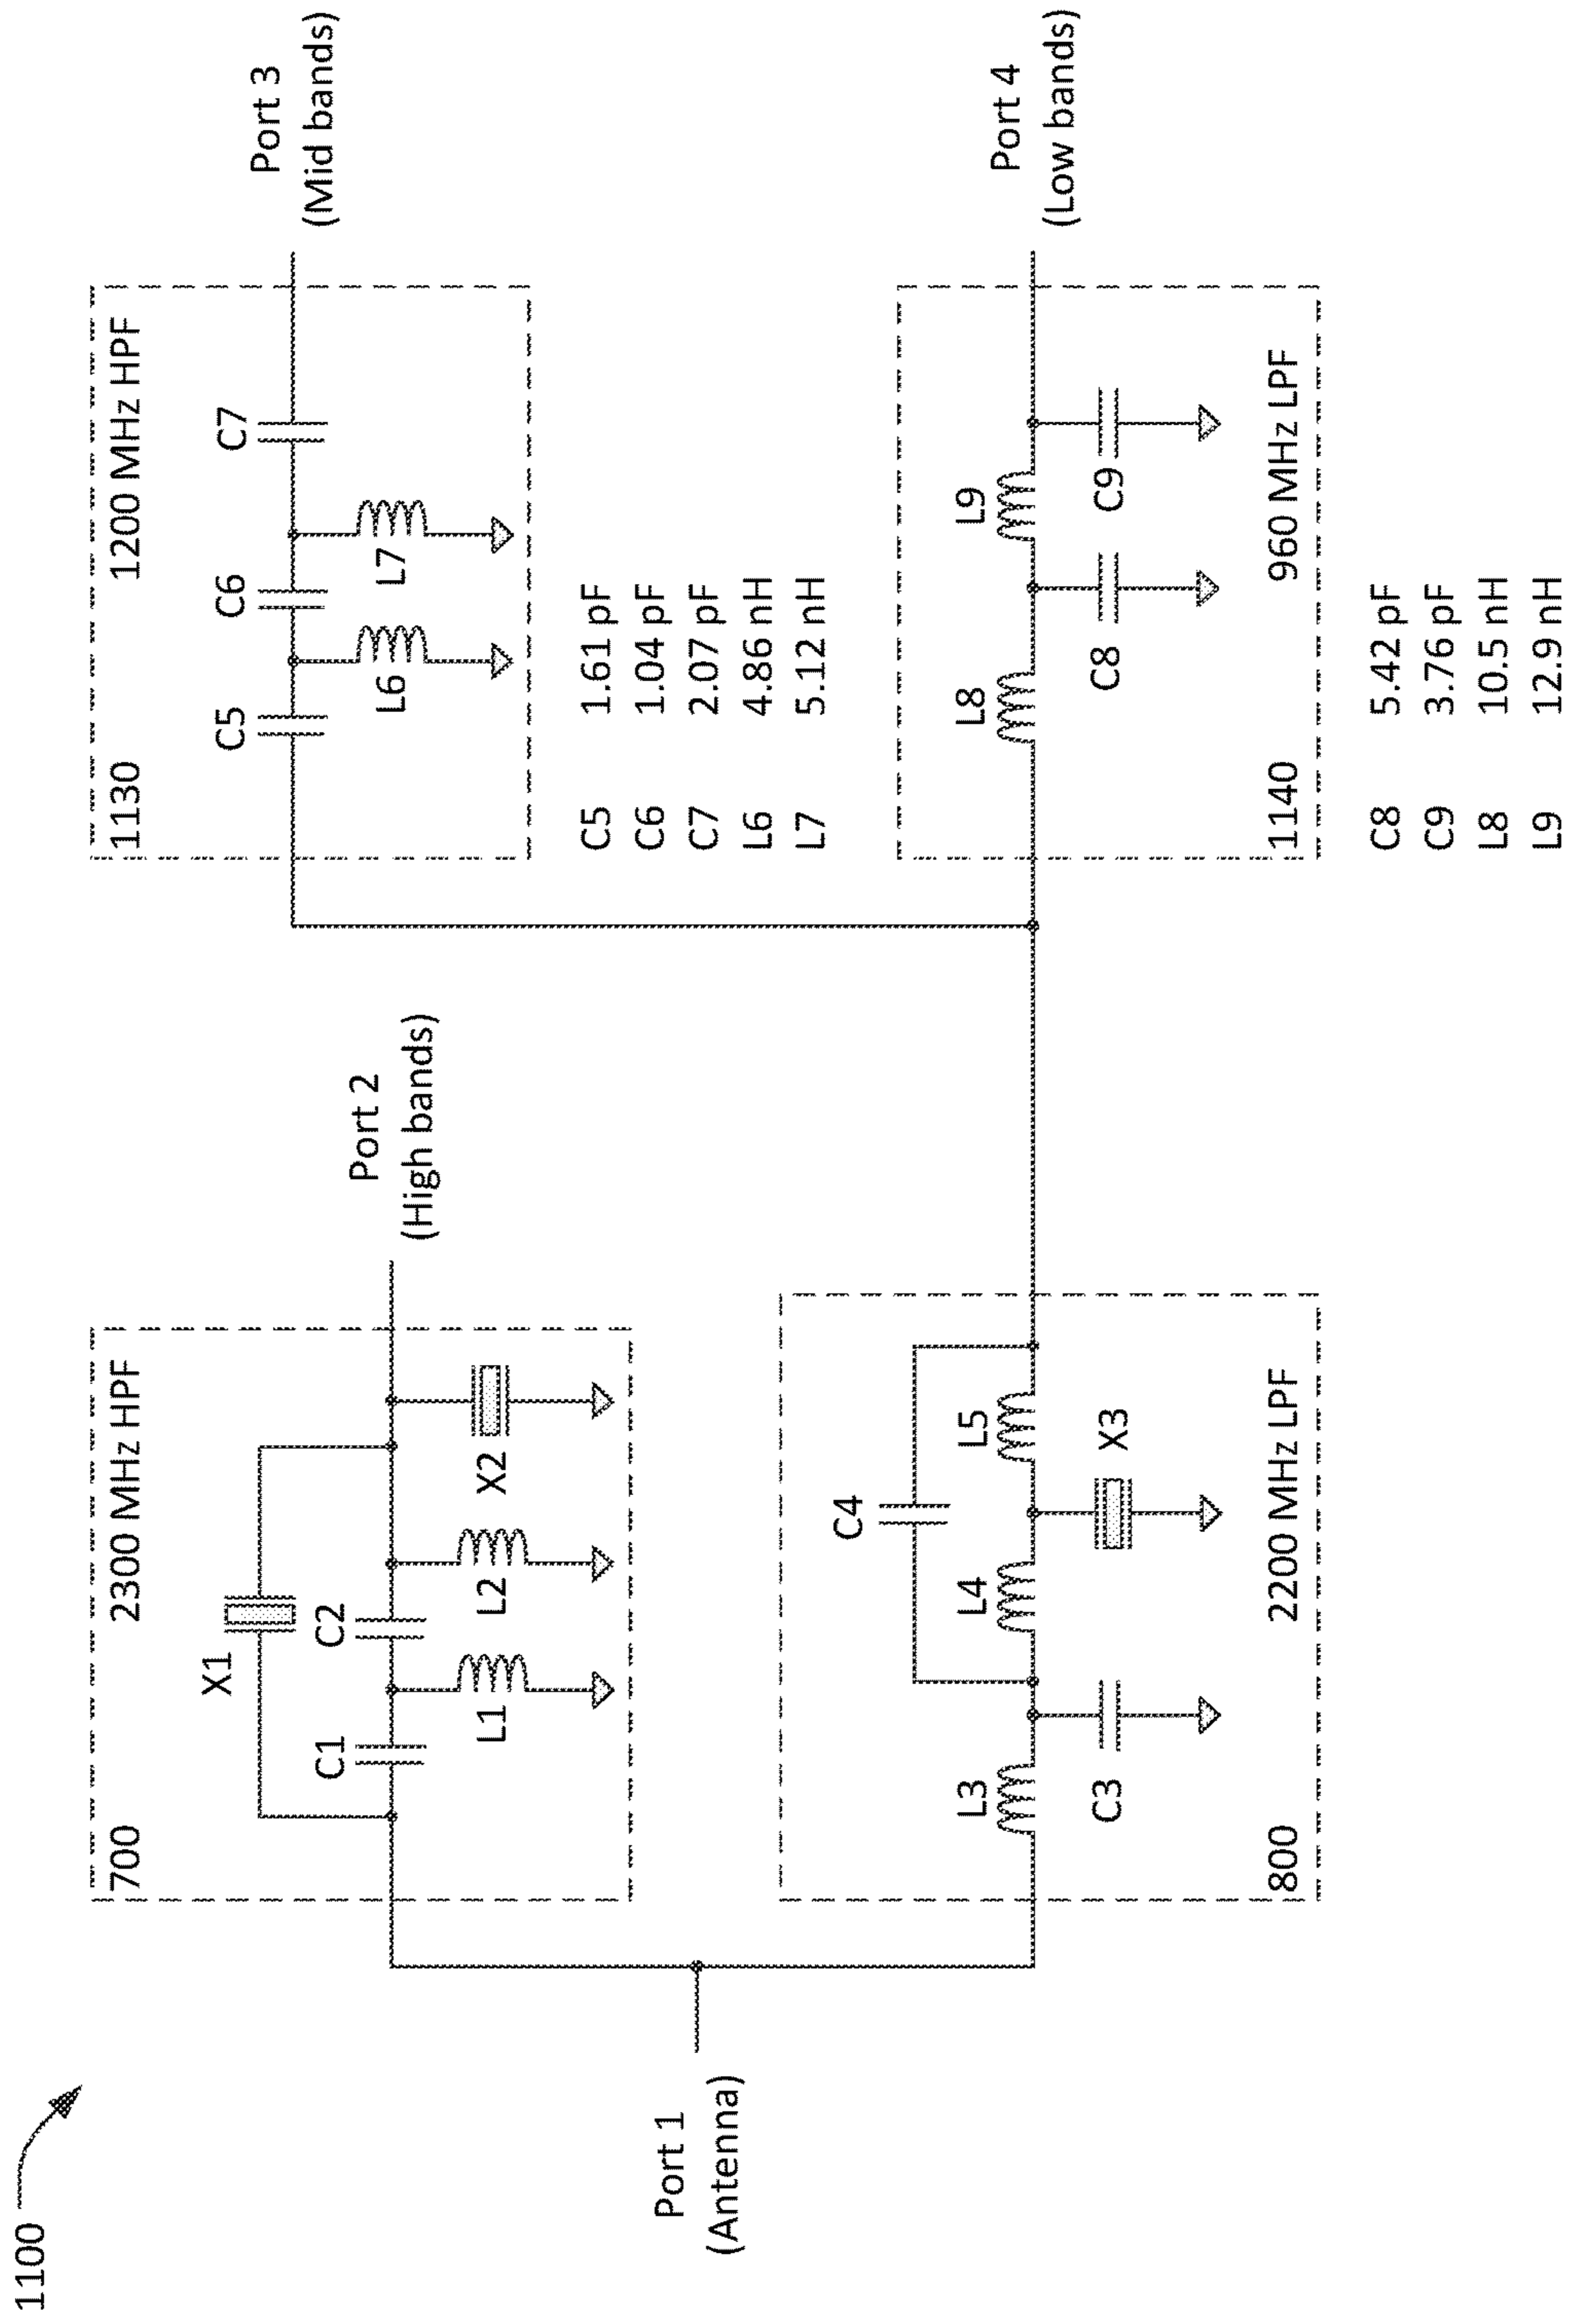 1100
Port 1
(Antenna)
700
2300 MHz HPF
X1
C1
C2
L1
L2
X2
Port 2
(High bands)
800
2200 MHz LPF
L3
C3
C4
L4
L5
X3
1130
1200 MHz HPF
C5
C6
C7
L6
L7
Port 3
(Mid bands)
C5 1.61 pF
C6 1.04 pF
C7 2.07 pF
L6 4.86 nH
L7 5.12 nH
1140
960 MHz LPF
L8
L9
C8
C9
Port 4
(Low bands)
C8 5.42 pF
C9 3.76 pF
L8 10.5 nH
L9 12.9 nH